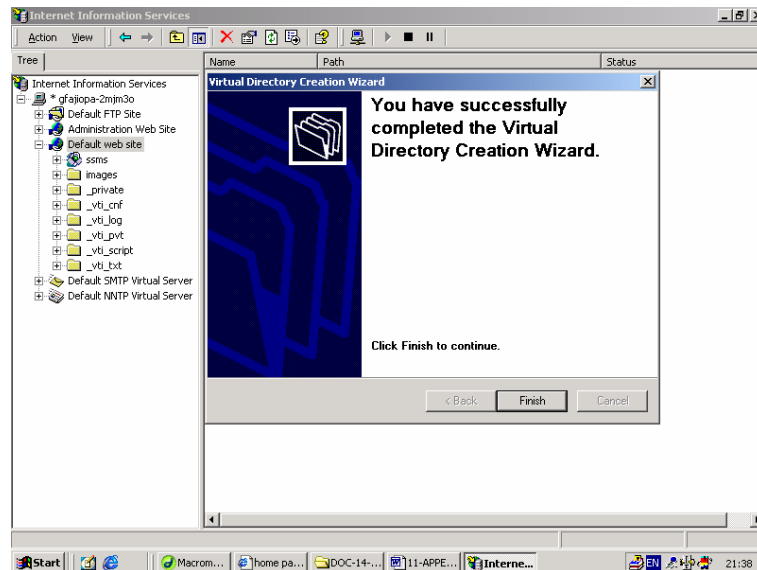 Internet Information Services
Action View
Tree
Name Path Status
Internet Information Services
* gfajiopa-2mjm3o
Default FTP Site
Administration Web Site
Default web site
ssms
images
_private
_vti_cnf
_vti_log
_vti_pvt
_vti_script
_vti_txt
Default SMTP Virtual Server
Default NNTP Virtual Server
Virtual Directory Creation Wizard
You have successfully
completed the Virtual
Directory Creation Wizard.
Click Finish to continue.
< Back Finish Cancel
Start Macrom... home pa... DOC-14-... 11-APPE... Interne... EN 21:38